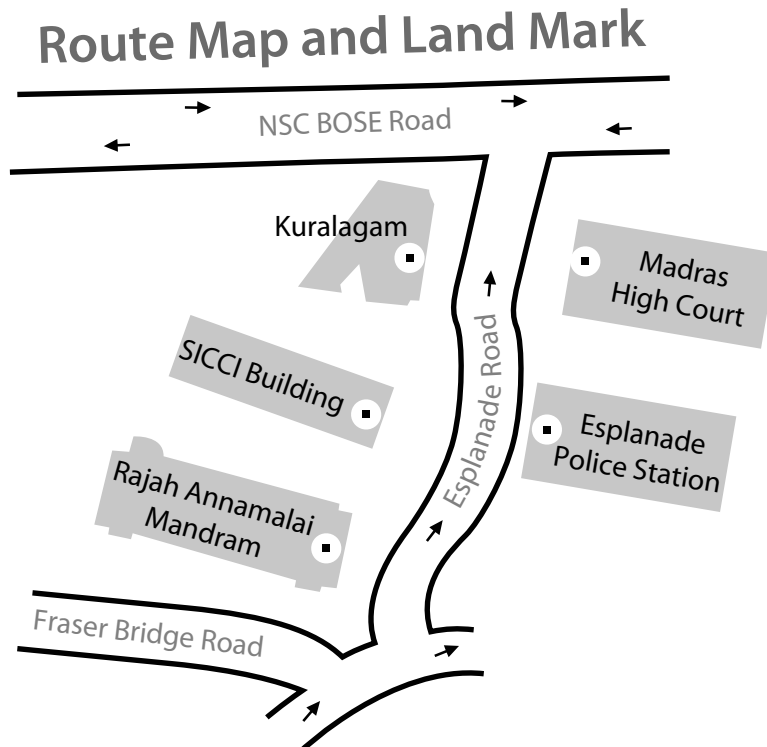 Route Map and Land Mark
NSC BOSE Road
Kuralagam
Madras
High Court
SICCI Building
Esplanade Road
Esplanade
Police Station
Rajah Annamalai
Mandram
Fraser Bridge Road